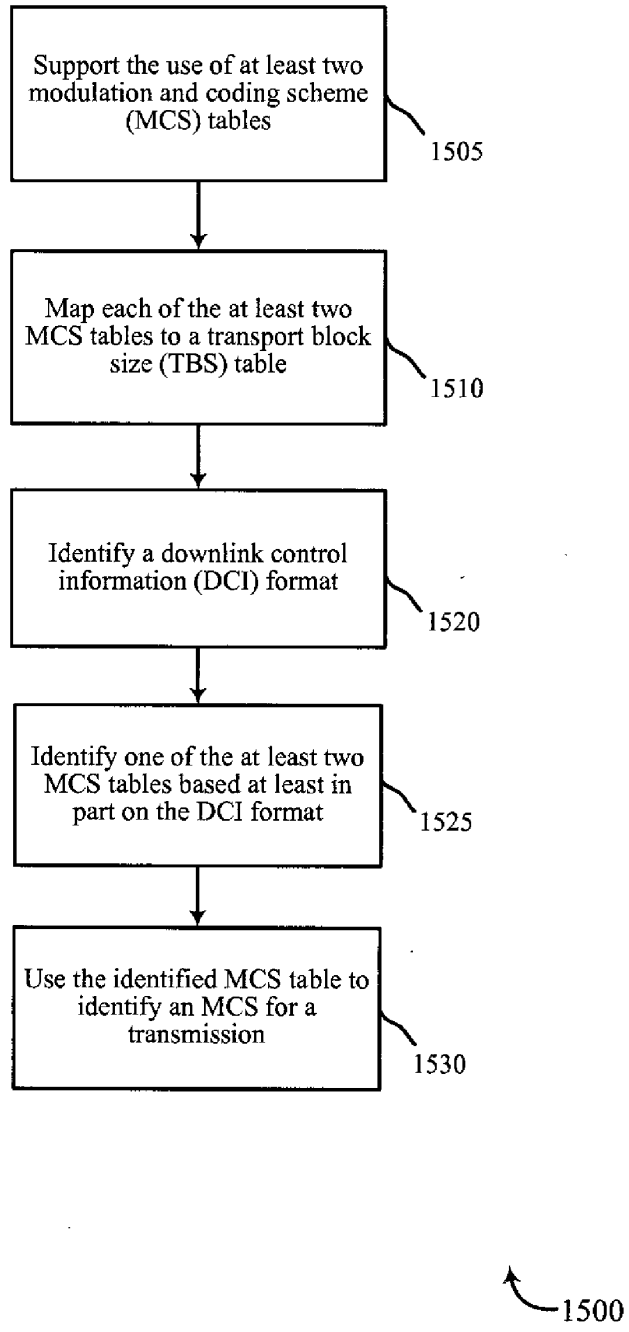 Support the use of at least two
modulation and coding scheme
(MCS) tables
1505
Map each of the at least two
MCS tables to a transport block
size (TBS) table
1510
Identify a downlink control
information (DCI) format
1520
Identify one of the at least two
MCS tables based at least in
part on the DCI format
1525
Use the identified MCS table to
identify an MCS for a
transmission
1530
1500